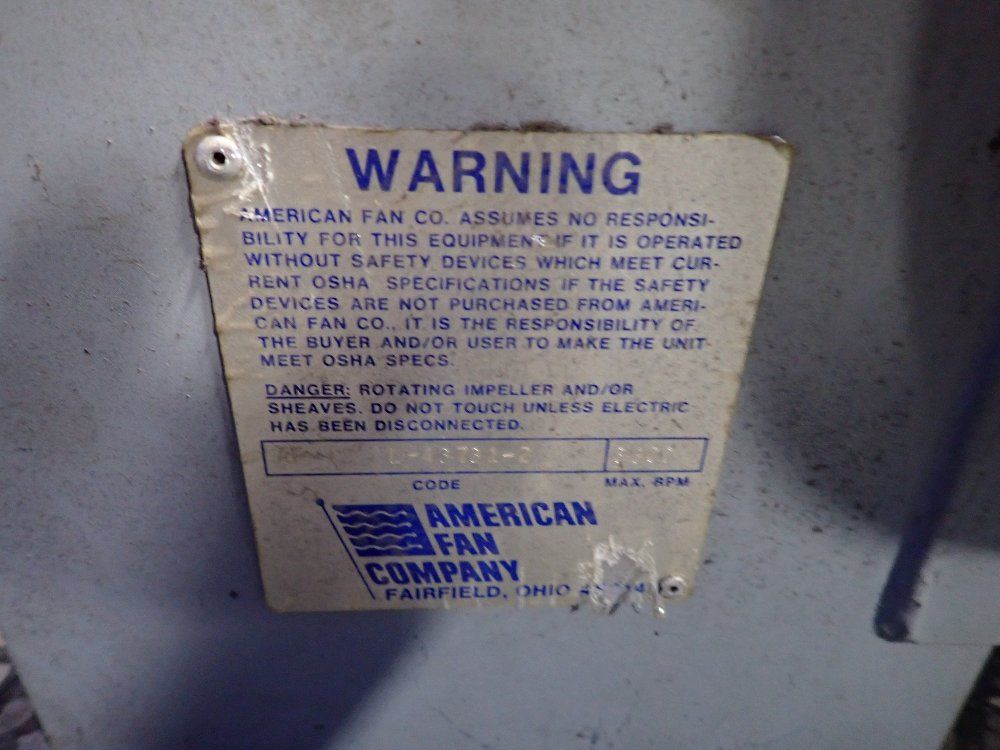 WARNING
AMERICAN FAN CO. ASSUMES NO RESPONSI-
BILITY FOR THIS EQUIPMENT IF IT IS OPERATED
WITHOUT SAFETY DEVICES WHICH MEET CUR-
RENT OSHA SPECIFICATIONS IF THE SAFETY
DEVICES ARE NOT PURCHASED FROM AMERI-
CAN FAN CO., IT IS THE RESPONSIBILITY OF
THE BUYER AND/OR USER TO MAKE THE UNIT
MEET OSHA SPECS.
DANGER: ROTATING IMPELLER AND/OR
SHEAVES. DO NOT TOUCH UNLESS ELECTRIC
HAS BEEN DISCONNECTED.
CODE MAX. RPM
AMERICAN
FAN
COMPANY
FAIRFIELD, OHIO